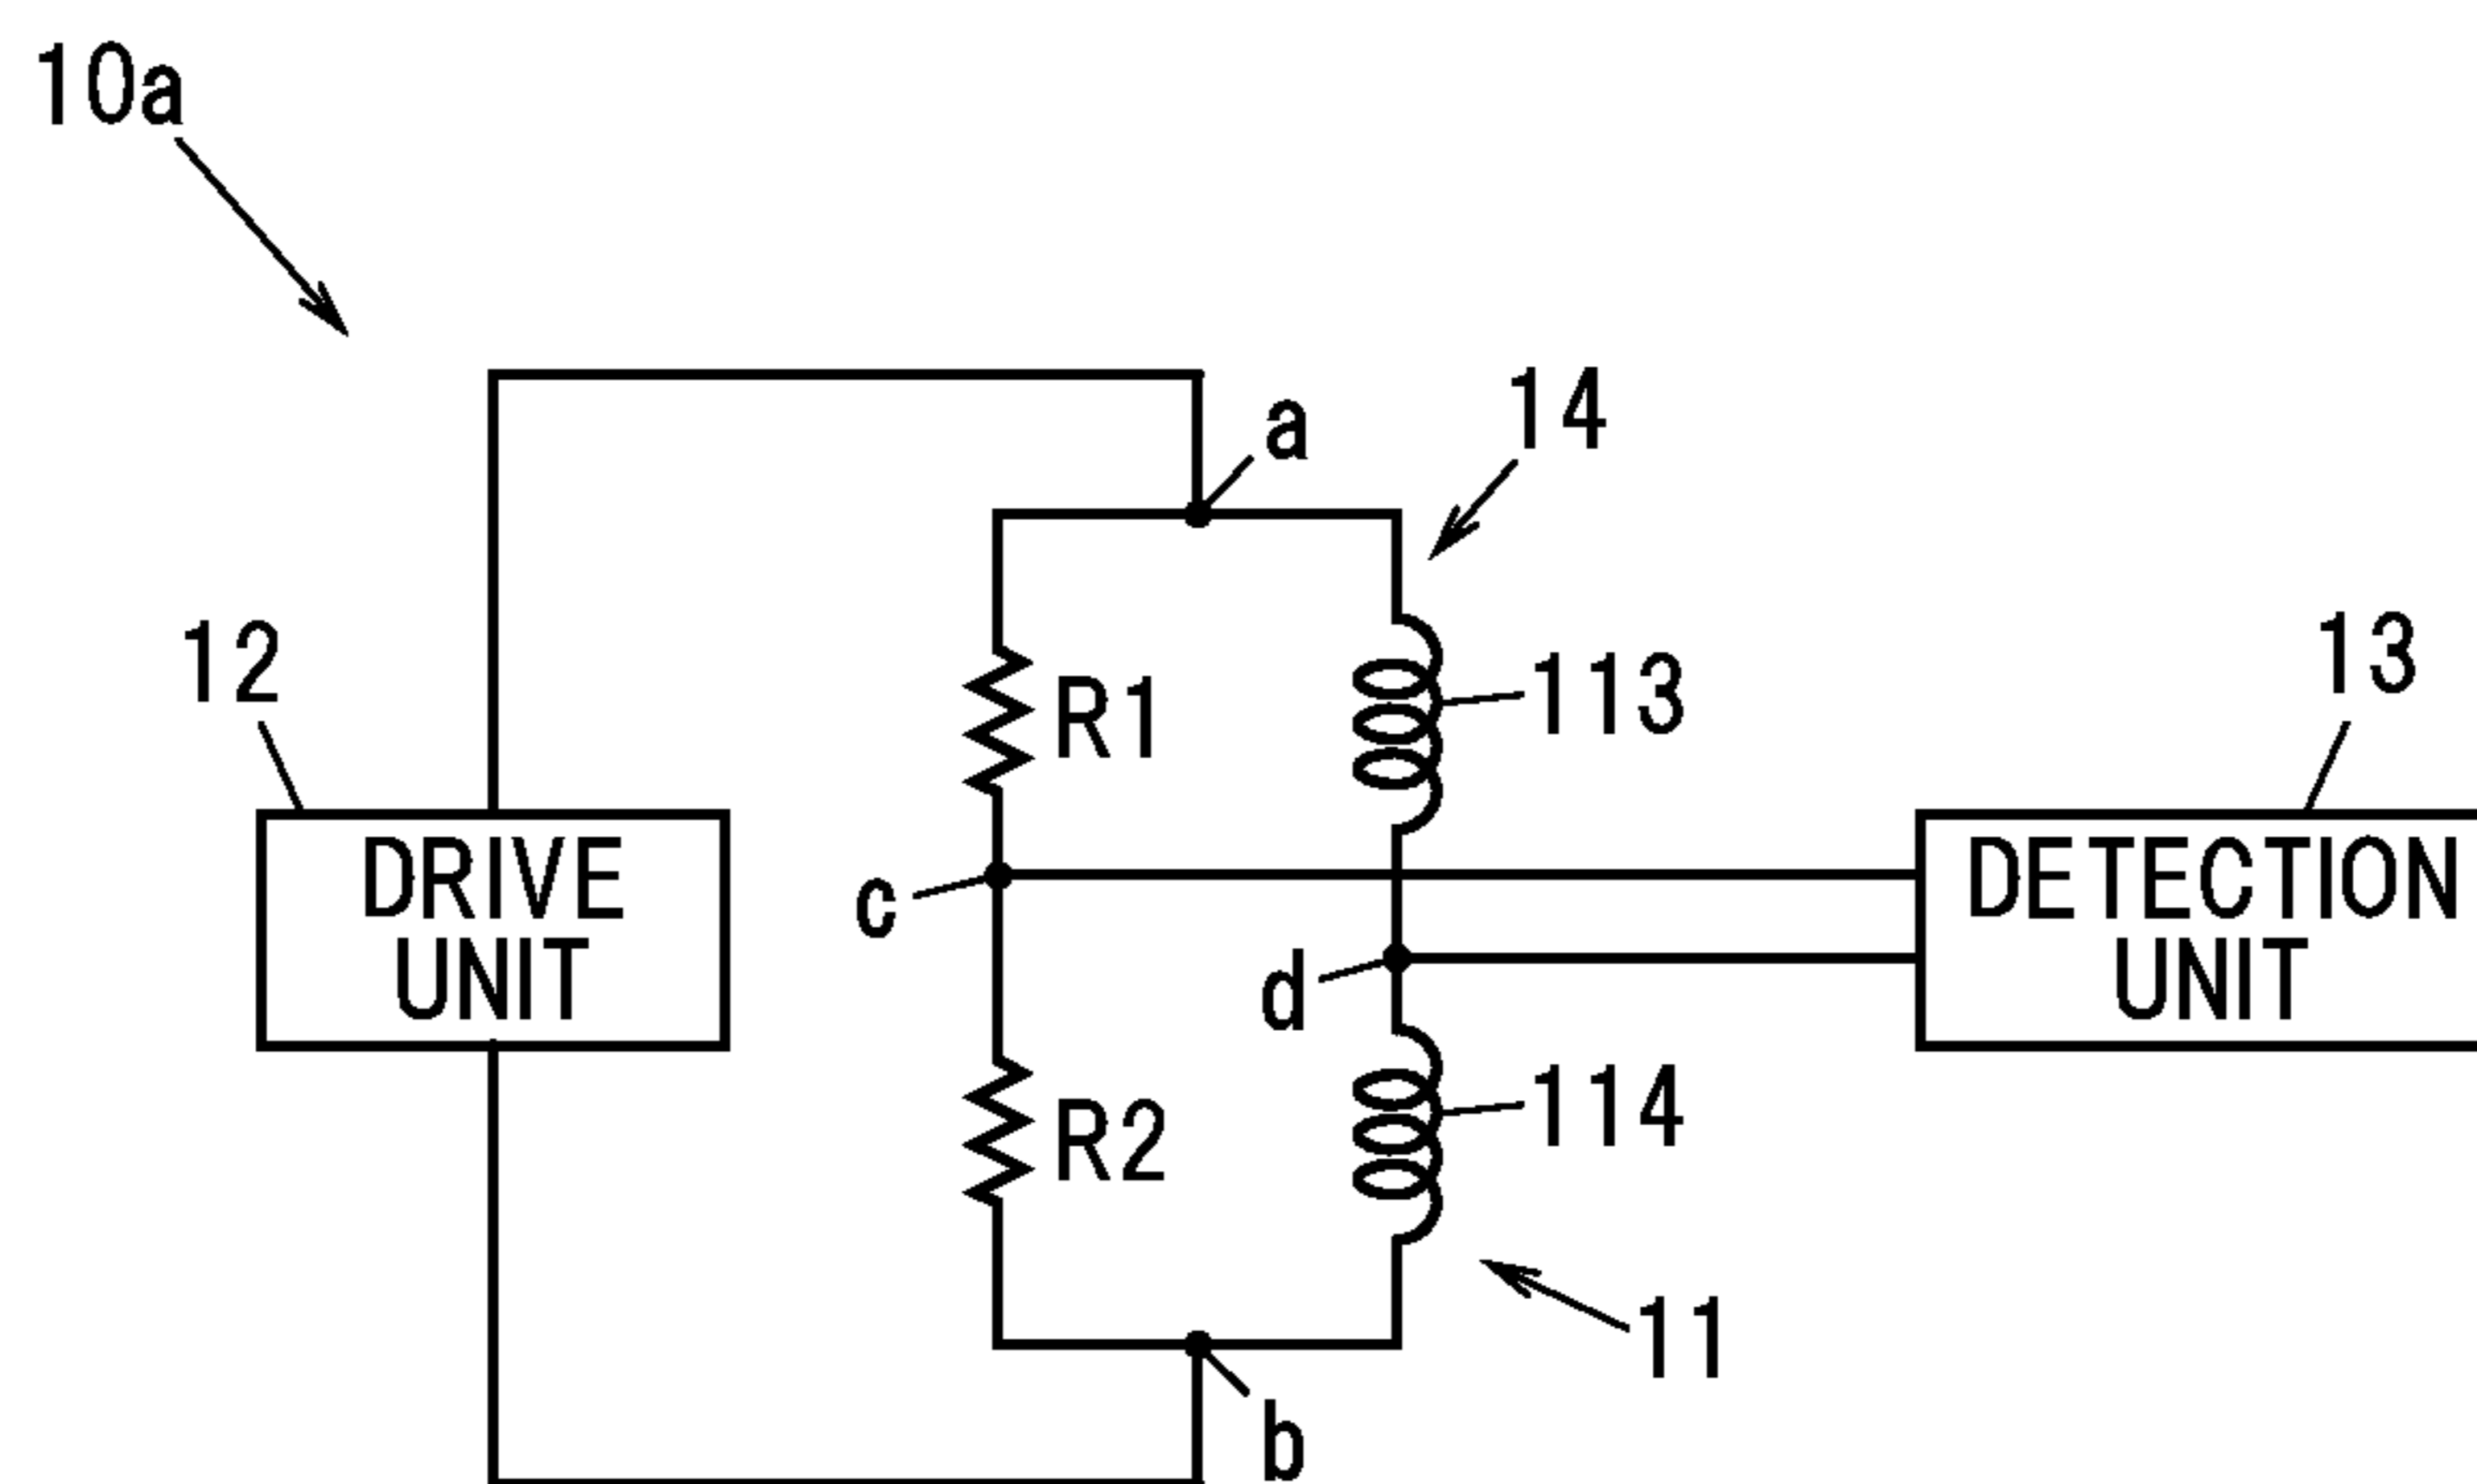 10a
a
14
12
13
R1
113
DRIVE
UNIT
c
DETECTION
UNIT
d
R2
114
11
b